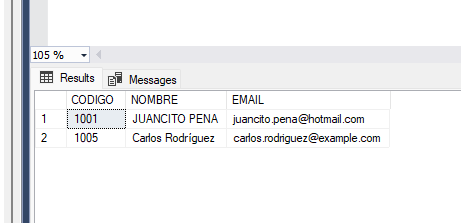 105 %
Results Messages
CODIGO NOMBRE EMAIL
1 1001 JUANCITO PENA juancito.pena@hotmail.com
2 1005 Carlos Rodríguez carlos.rodriguez@example.com